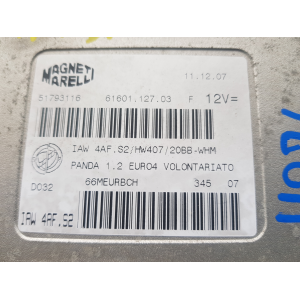 MAGNETI
MARELLI
11.12.07
51793116 61601.127.03 F 12V=
IAW 4AF.S2/HW407/20BB-WHM
PANDA 1.2 EURO4 VOLONTARIATO
D032 66MEURBCH 345 07
IAW 4AF.S2